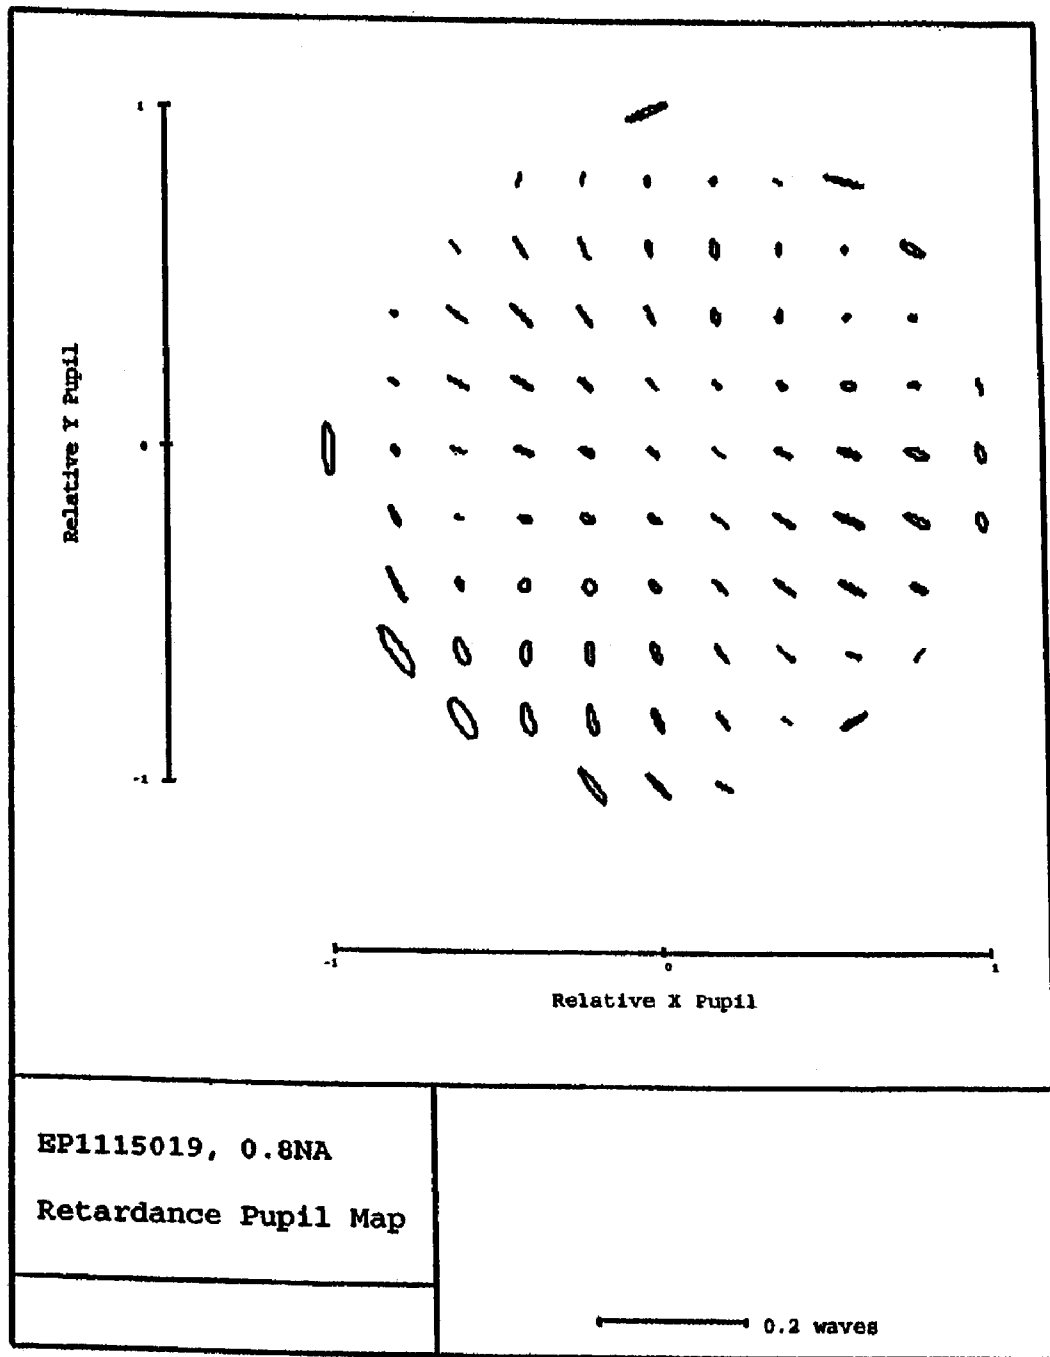 1
Relative Y Pupil
0
-1
-1
0
1
Relative X Pupil
EP1115019, 0.8NA
Retardance Pupil Map
0.2 waves